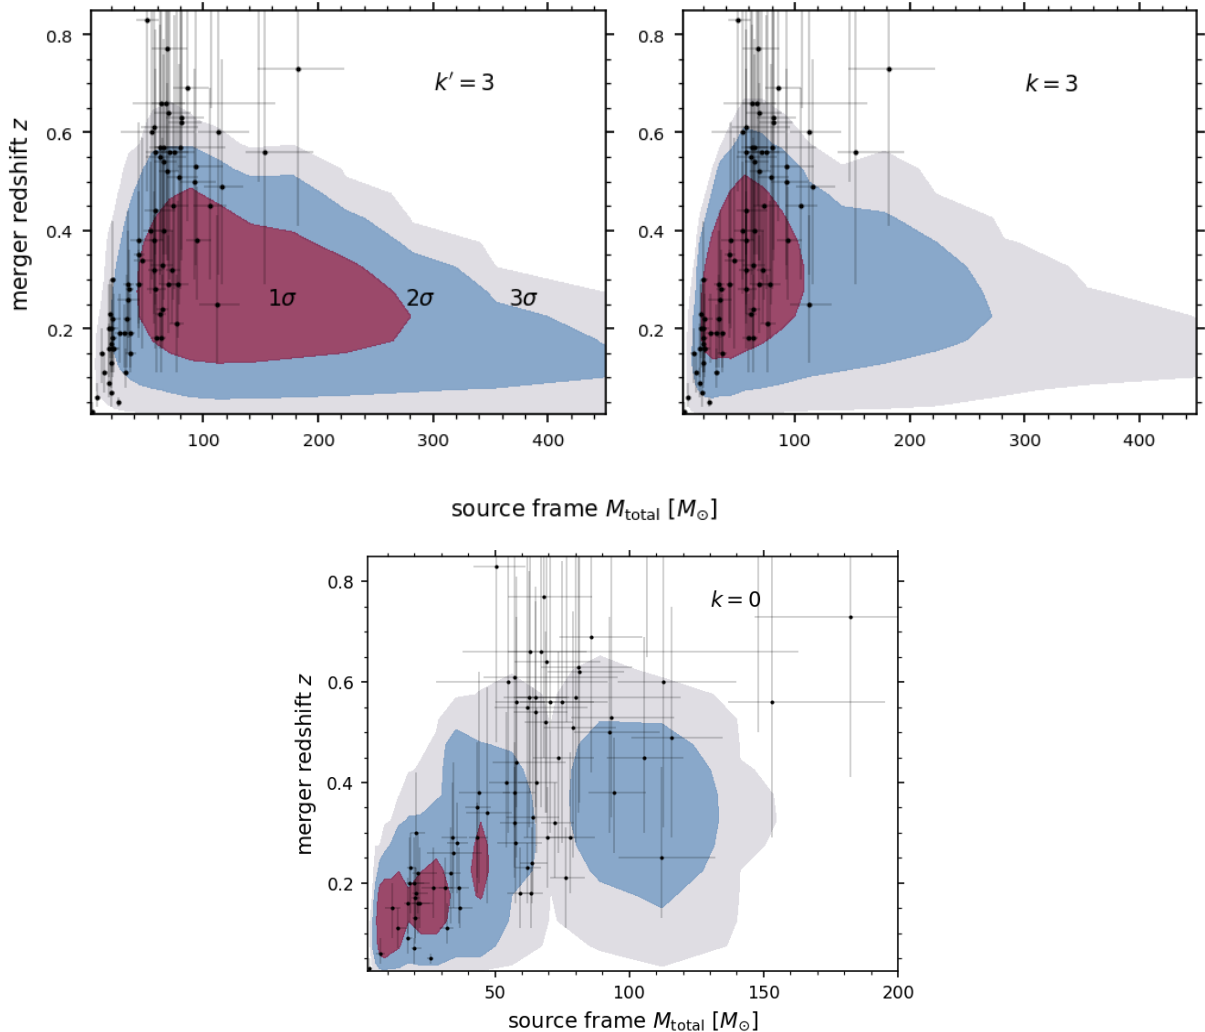 0.8
0.6
0.4
0.2
merger redshift z
k′ = 3
1σ
2σ
3σ
100
200
300
400
0.8
0.6
0.4
0.2
k = 3
100
200
300
400
source frame M_total [M_⊙]
0.8
0.6
0.4
0.2
merger redshift z
k = 0
50
100
150
200
source frame M_total [M_⊙]